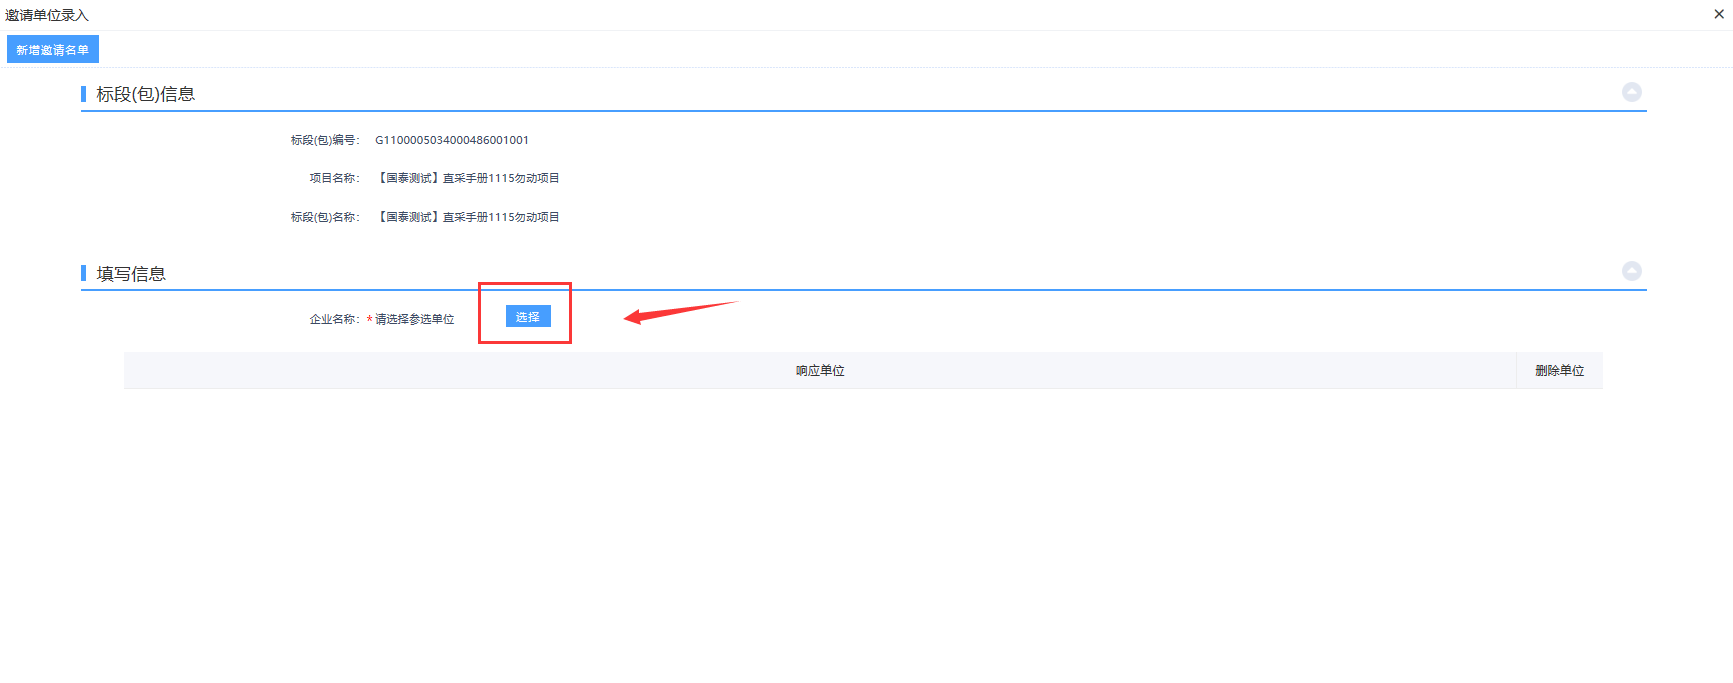 邀请单位录入
新增邀请名单
标段(包)信息
标段(包)编号： G1100005034000486001001
项目名称： 【国泰测试】直采手册1115勿动项目
标段(包)名称： 【国泰测试】直采手册1115勿动项目
填写信息
企业名称：*请选择参选单位 选择
响应单位 删除单位